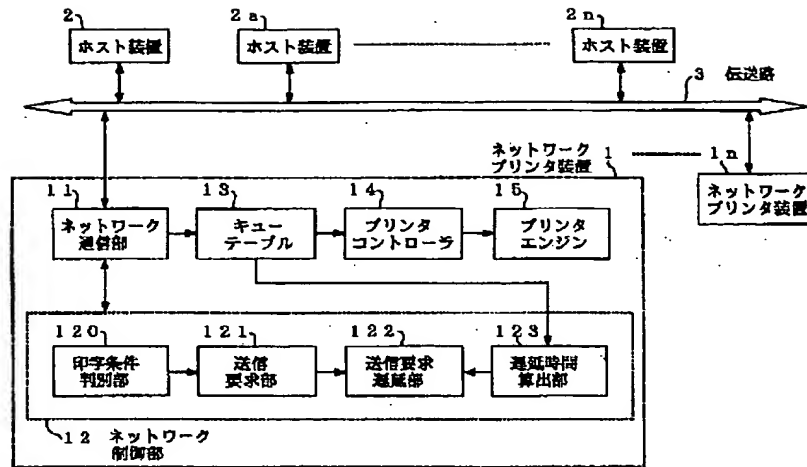 2
2a
2n
ホスト装置
ホスト装置
ホスト装置
3 伝送路
ネットワーク
プリンタ装置
1
1n
ネットワーク
プリンタ装置
11
13
14
15
ネットワーク
通信部
キュー
テーブル
プリンタ
コントローラ
プリンタ
エンジン
120
121
122
123
印字条件
判別部
送信
要求部
送信要求
遅延部
遅延時間
算出部
12 ネットワーク
制御部